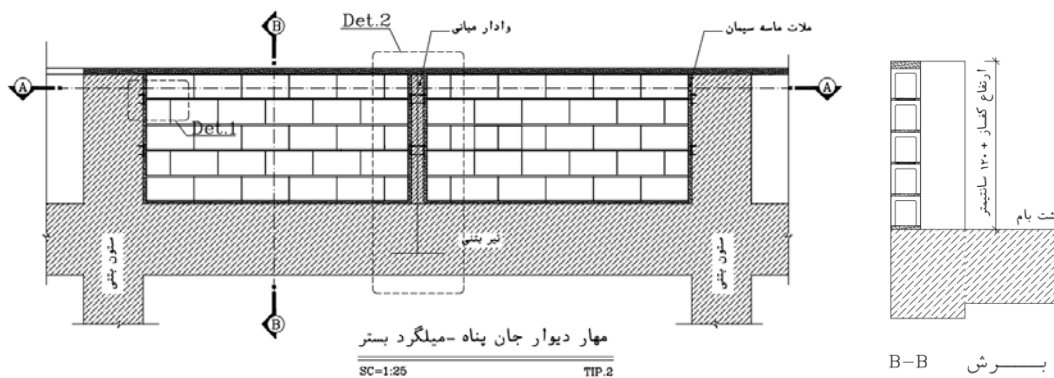 B
Det.2
وادار میانی
ملات ماسه سیمان
A
A
Det.1
ستون بتنی
تیر بتنی
ستون بتنی
B
مهار دیوار جان پناه -میلگرد بستر
SC=1:25
TIP.2
ارتفاع کفساز + ۱۲۰ سانتیمتر
بام
برش B-B